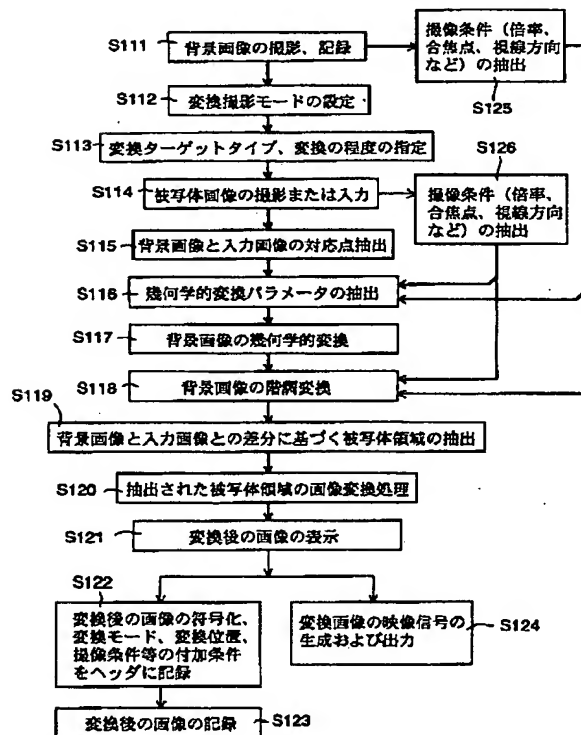 S111
背景画像の撮影、記録
撮像条件(倍率、
合焦点、視線方向
など)の抽出
S125
S112
変換撮影モードの設定
S113
変換ターゲットタイプ、変換の程度の指定
S126
S114
被写体画像の撮影または入力
撮像条件(倍率、
合焦点、視線方向
など)の抽出
S115
背景画像と入力画像の対応点抽出
S116
幾何学的変換パラメータの抽出
S117
背景画像の幾何学的変換
S118
背景画像の階調変換
S119
背景画像と入力画像との差分に基づく被写体領域の抽出
S120
抽出された被写体領域の画像変換処理
S121
変換後の画像の表示
S122
変換後の画像の符号化、
変換モード、変換位置、
撮像条件等の付加条件
をヘッダに記録
変換画像の映像信号の
生成および出力
S124
変換後の画像の記録
S123